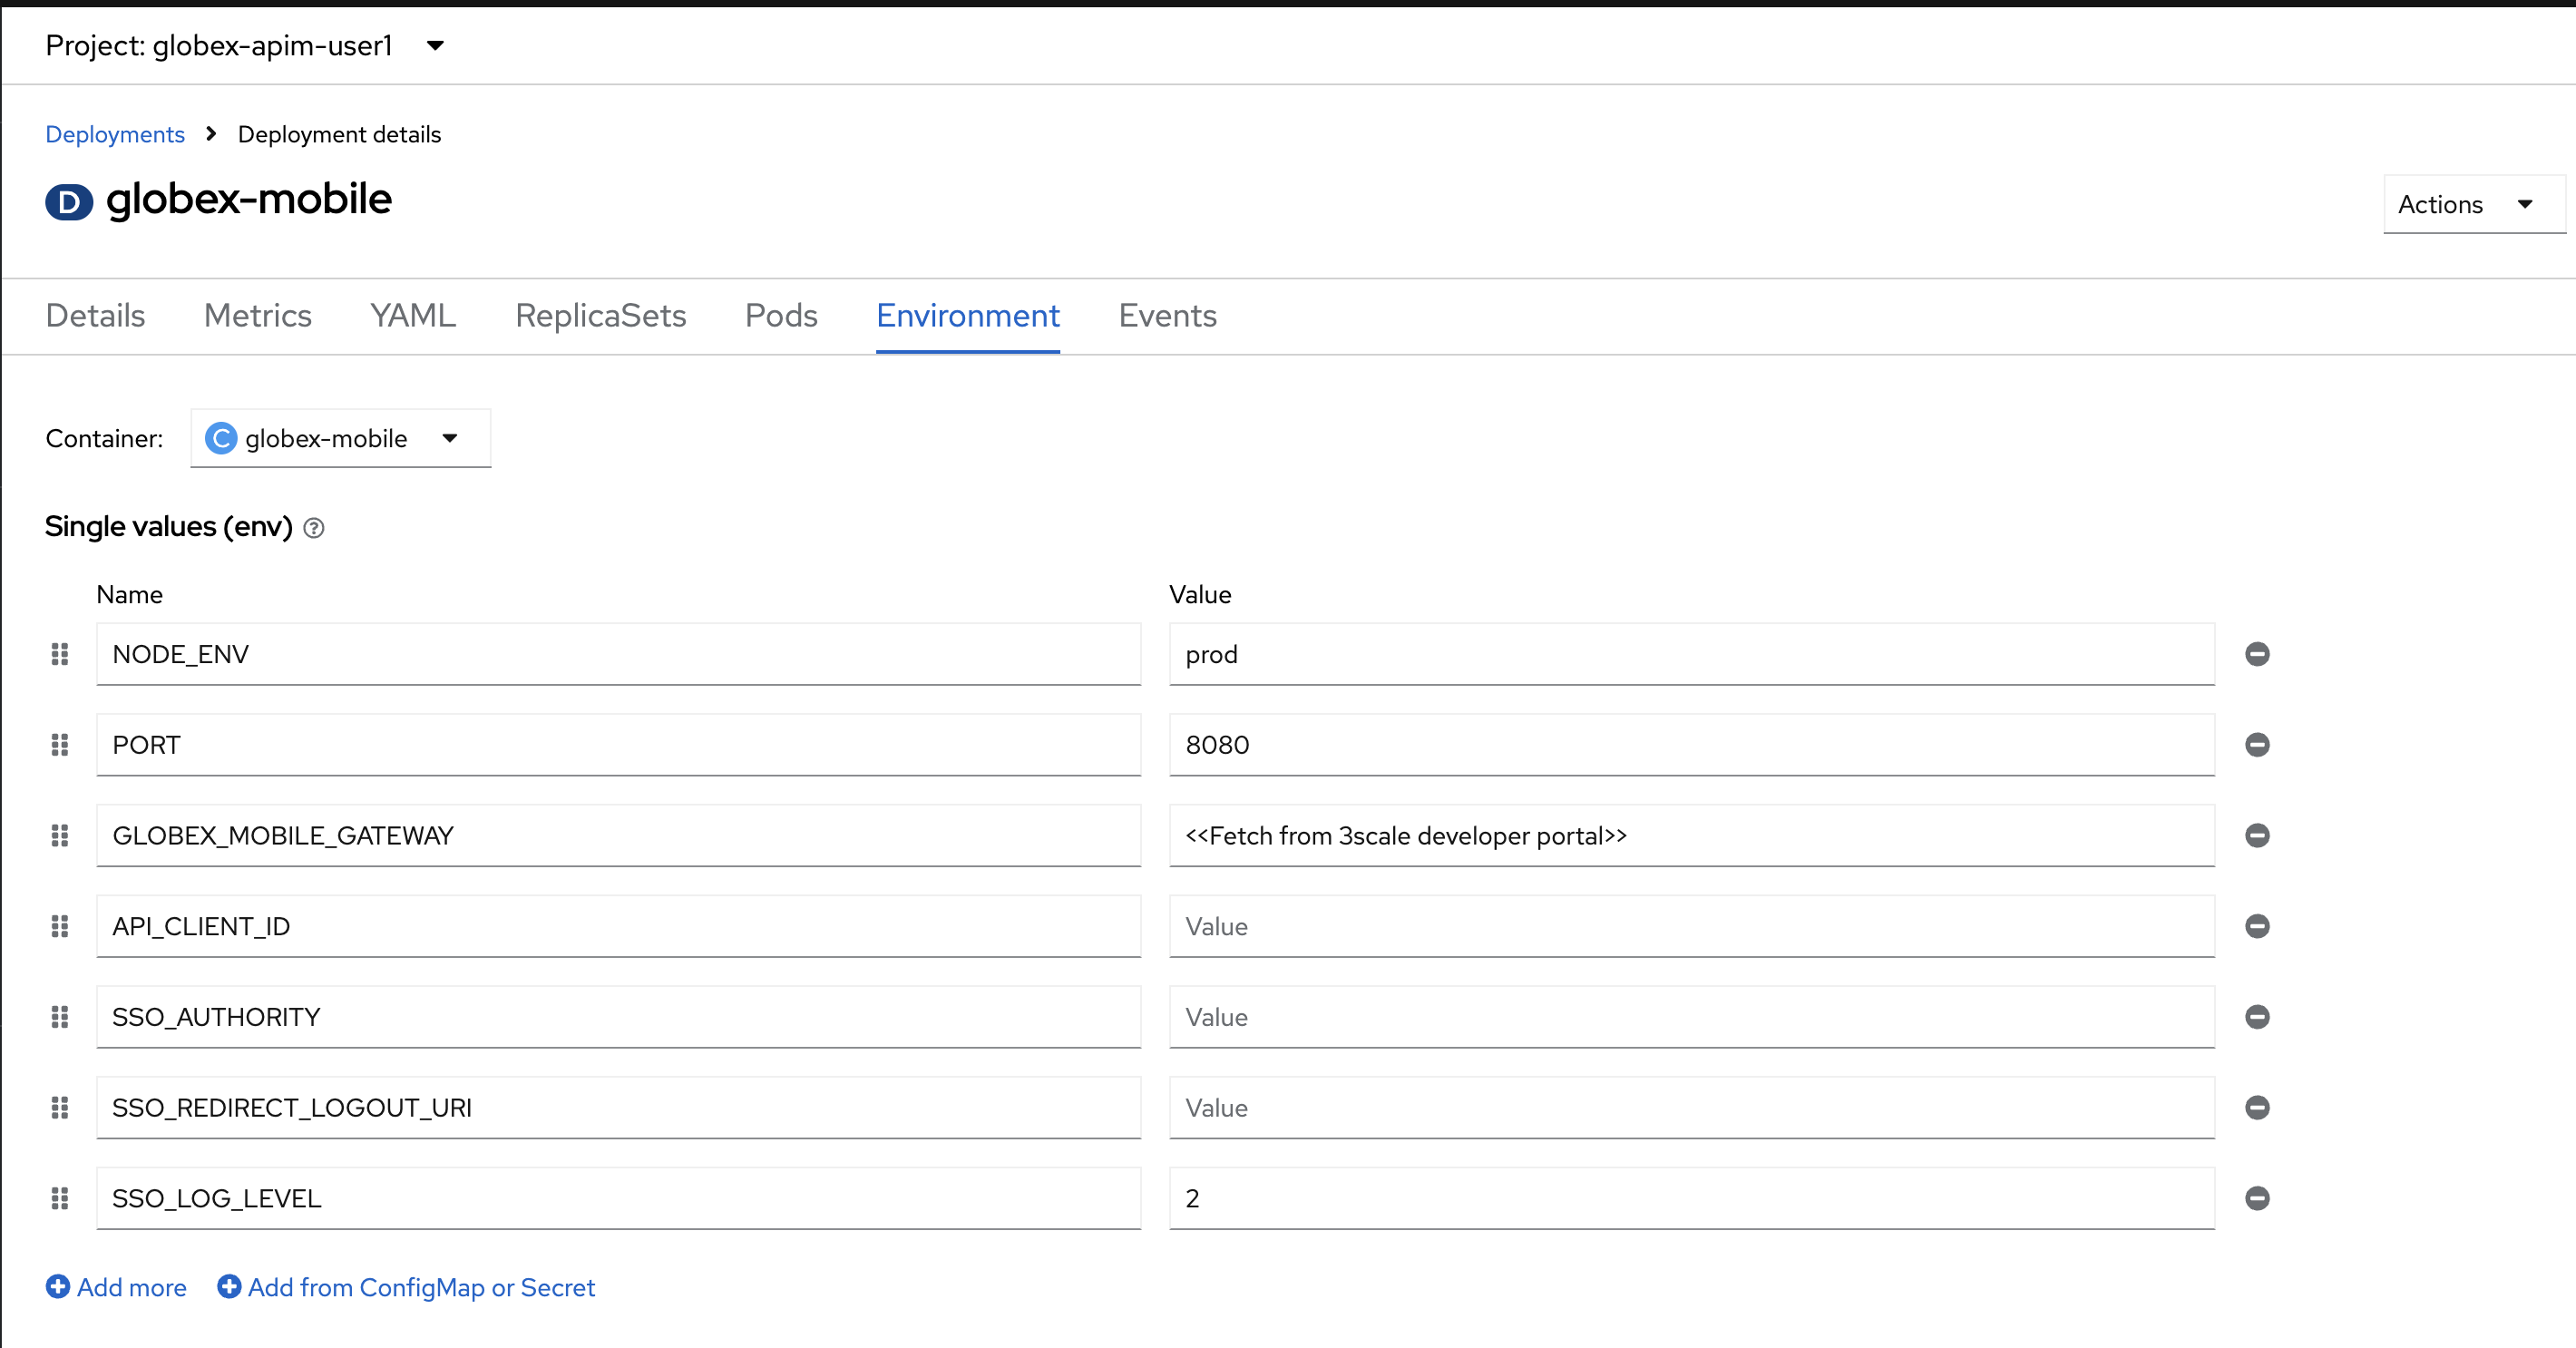 Project: globex-apim-user1
Deployments > Deployment details
D globex-mobile
Actions
Details Metrics YAML ReplicaSets Pods Environment Events
Container: C globex-mobile
Single values (env) ?
Name Value
NODE_ENV prod
PORT 8080
GLOBEX_MOBILE_GATEWAY <<Fetch from 3scale developer portal>>
API_CLIENT_ID Value
SSO_AUTHORITY Value
SSO_REDIRECT_LOGOUT_URI Value
SSO_LOG_LEVEL 2
Add more Add from ConfigMap or Secret